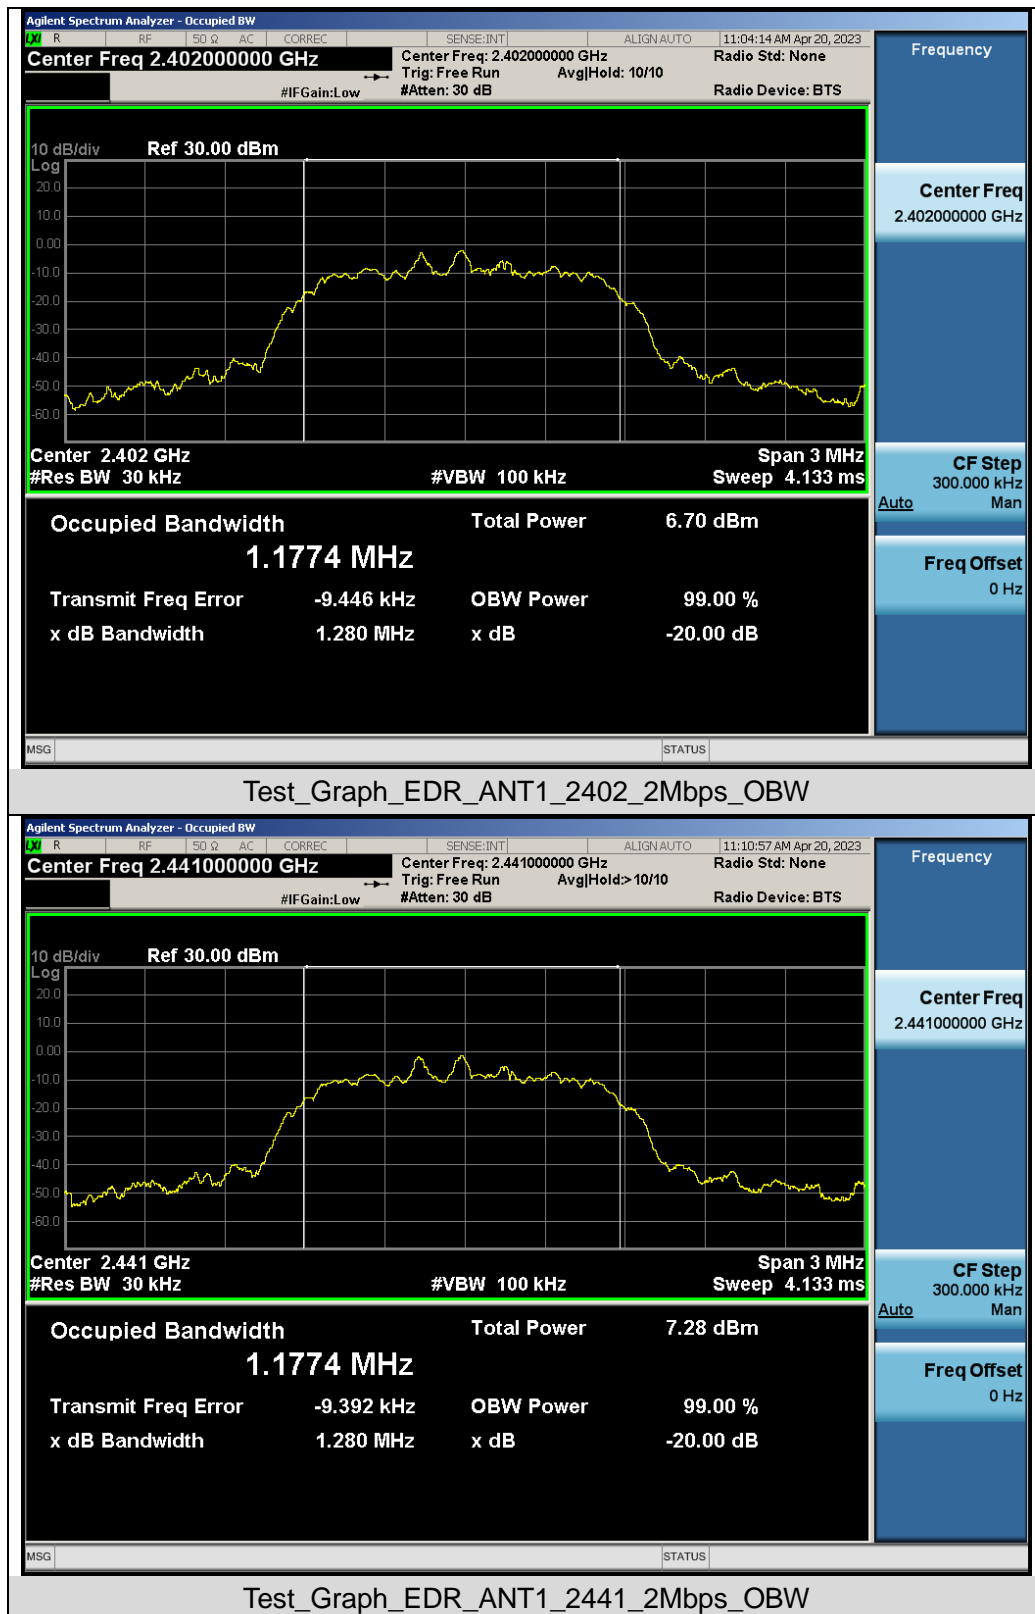 Agilent Spectrum Analyzer - Occupied BW
LXI R RF 50 Ω AC CORREC SENSE:INT ALIGN AUTO 11:04:14 AM Apr 20, 2023
Center Freq 2.402000000 GHz Center Freq: 2.402000000 GHz Radio Std: None Frequency
Trig: Free Run Avg|Hold: 10/10
#IFGain:Low #Atten: 30 dB Radio Device: BTS
10 dB/div Ref 30.00 dBm
Log
20.0
10.0
0.00
-10.0
-20.0
-30.0
-40.0
-50.0
-60.0
Center 2.402 GHz Span 3 MHz
#Res BW 30 kHz #VBW 100 kHz Sweep 4.133 ms
Center Freq
2.402000000 GHz
CF Step
300.000 kHz
Auto Man
Freq Offset
0 Hz
Occupied Bandwidth Total Power 6.70 dBm
1.1774 MHz
Transmit Freq Error -9.446 kHz OBW Power 99.00 %
x dB Bandwidth 1.280 MHz x dB -20.00 dB
MSG STATUS
Test_Graph_EDR_ANT1_2402_2Mbps_OBW
Agilent Spectrum Analyzer - Occupied BW
LXI R RF 50 Ω AC CORREC SENSE:INT ALIGN AUTO 11:10:57 AM Apr 20, 2023
Center Freq 2.441000000 GHz Center Freq: 2.441000000 GHz Radio Std: None Frequency
Trig: Free Run Avg|Hold:>10/10
#IFGain:Low #Atten: 30 dB Radio Device: BTS
10 dB/div Ref 30.00 dBm
Log
20.0
10.0
0.00
-10.0
-20.0
-30.0
-40.0
-50.0
-60.0
Center 2.441 GHz Span 3 MHz
#Res BW 30 kHz #VBW 100 kHz Sweep 4.133 ms
Center Freq
2.441000000 GHz
CF Step
300.000 kHz
Auto Man
Freq Offset
0 Hz
Occupied Bandwidth Total Power 7.28 dBm
1.1774 MHz
Transmit Freq Error -9.392 kHz OBW Power 99.00 %
x dB Bandwidth 1.280 MHz x dB -20.00 dB
MSG STATUS
Test_Graph_EDR_ANT1_2441_2Mbps_OBW